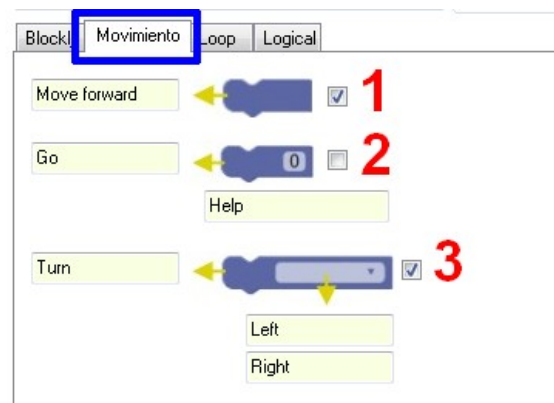 Blockl Movimiento Loop Logical
Move forward 1
Go 0 2
Help
Turn 3
Left
Right